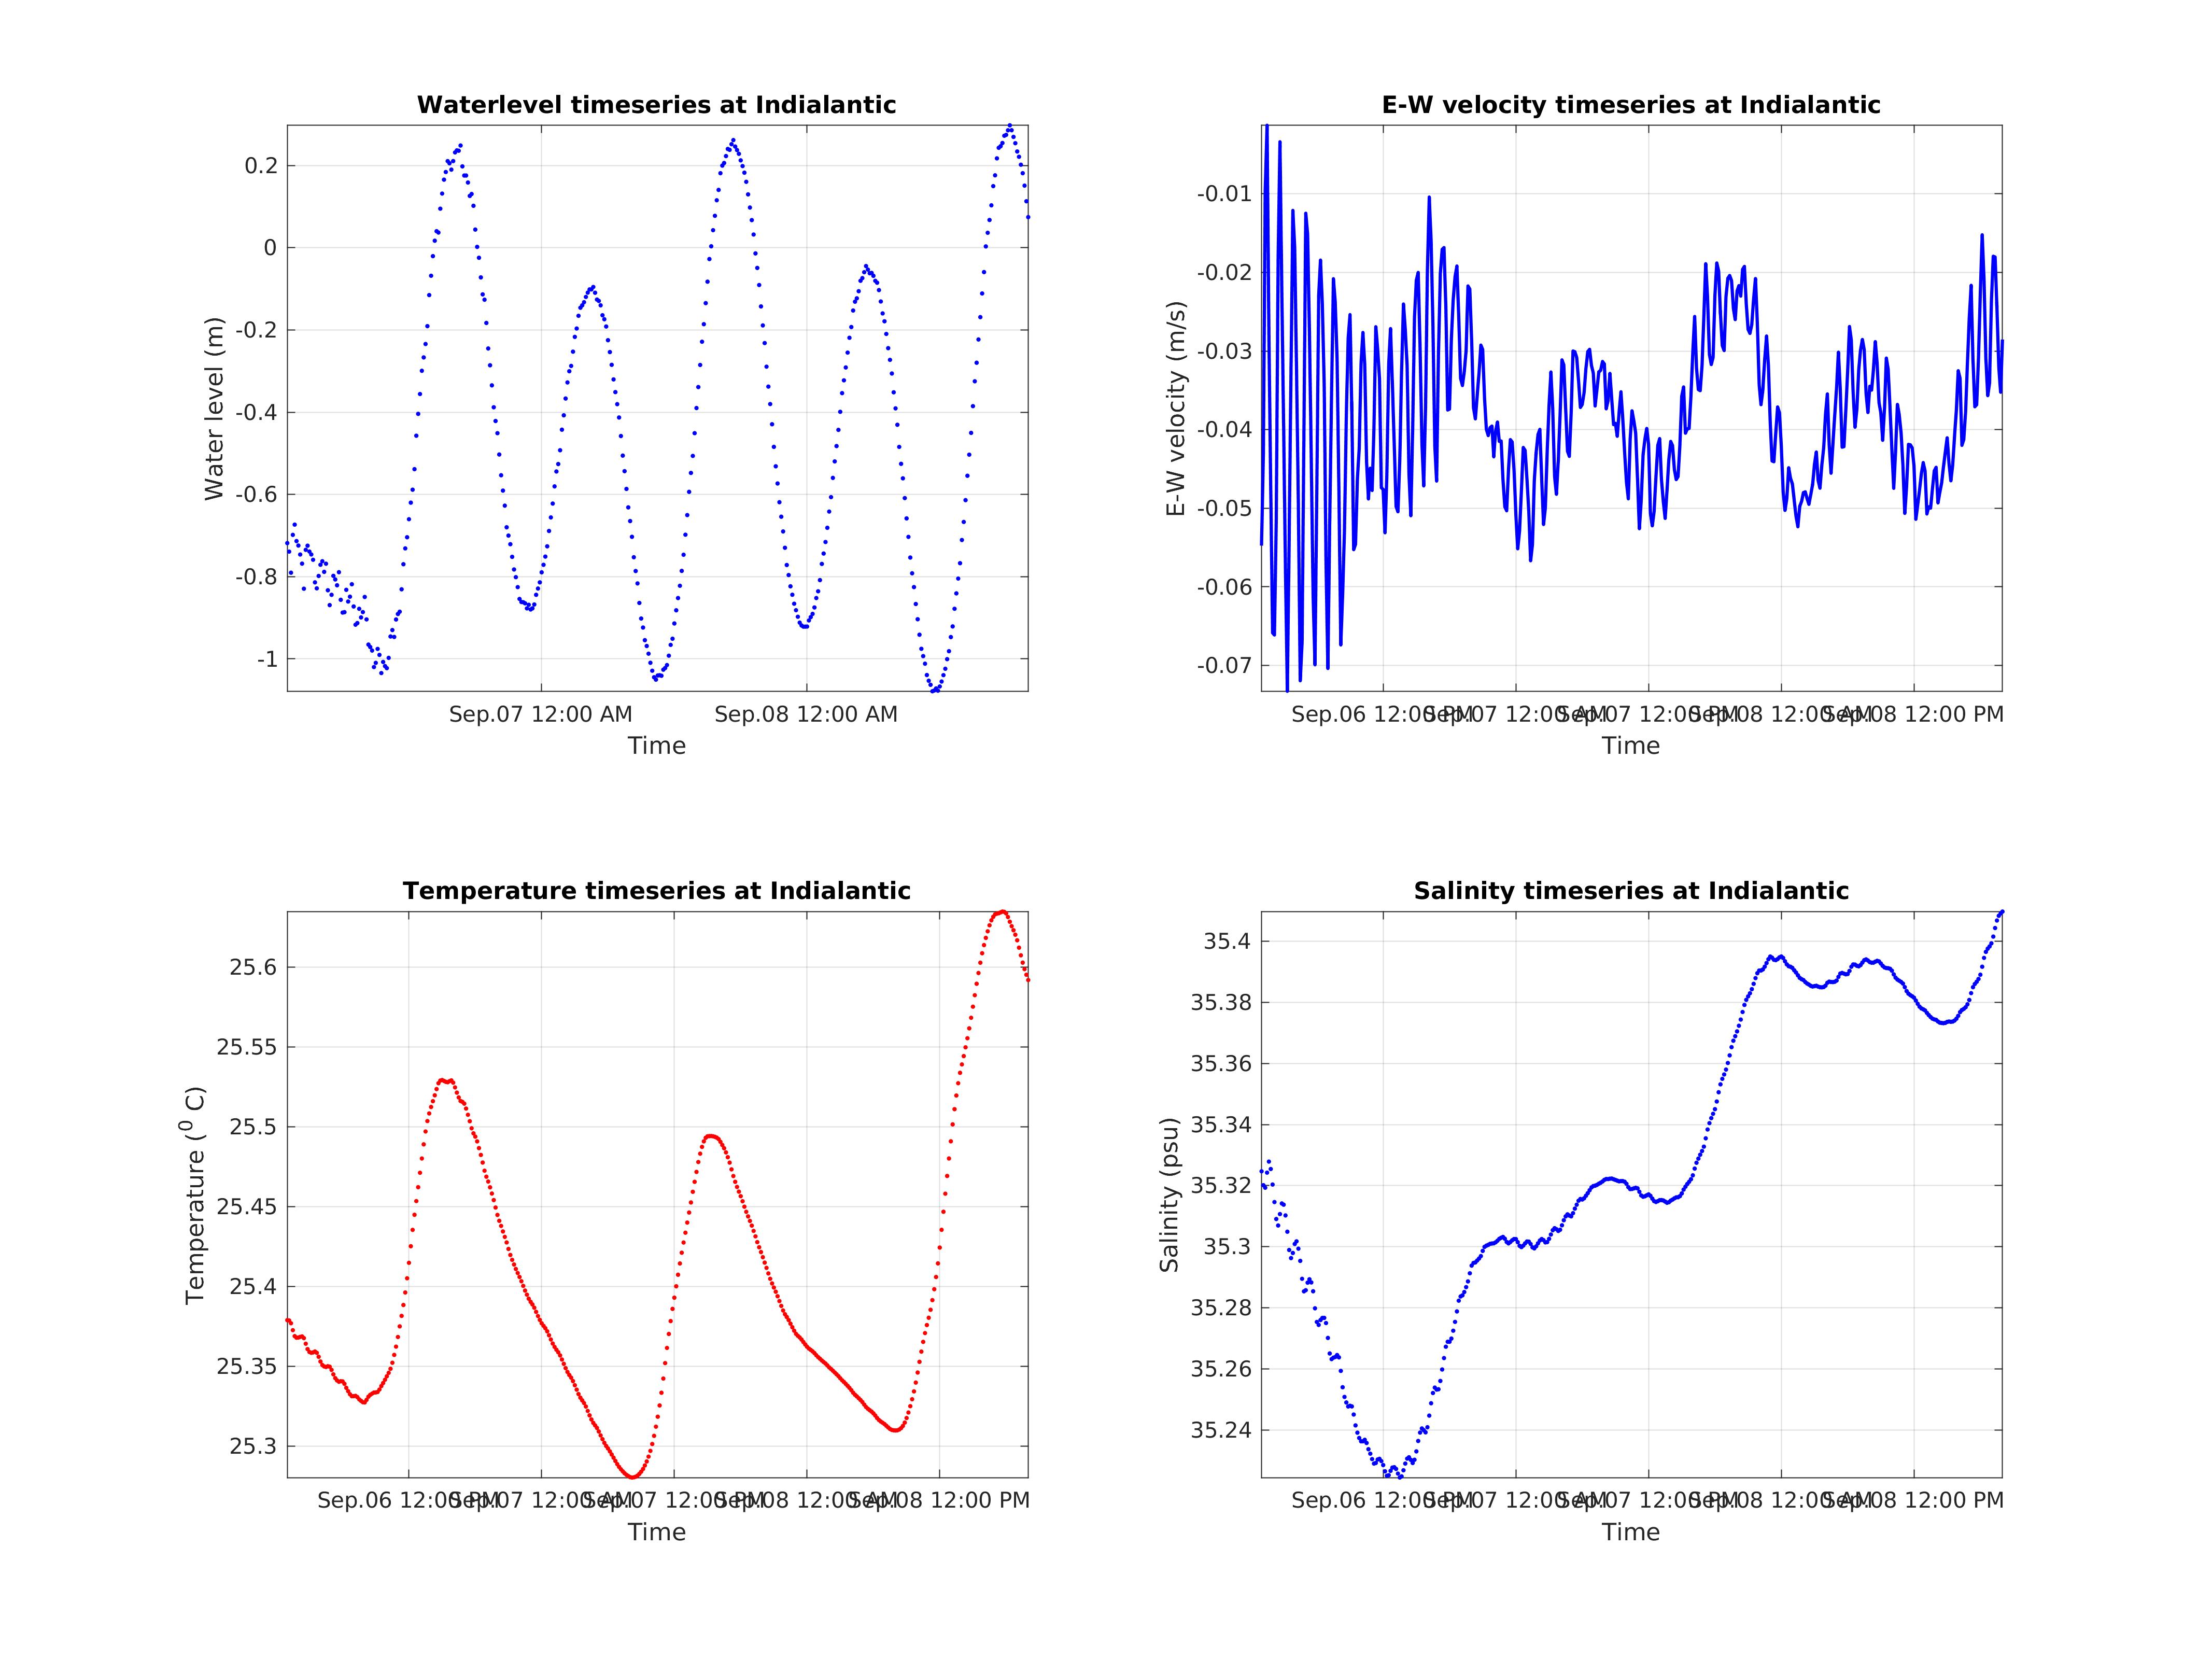 Waterlevel timeseries at Indialantic
0.2
0
-0.2
-0.4
-0.6
-0.8
-1
Water level (m)
Sep.07 12:00 AM
Sep.08 12:00 AM
Time
E-W velocity timeseries at Indialantic
-0.01
-0.02
-0.03
-0.04
-0.05
-0.06
-0.07
E-W velocity (m/s)
Sep.06 12:00 PM
Sep.07 12:00 AM
Sep.07 12:00 PM
Sep.08 12:00 AM
Sep.08 12:00 PM
Time
Temperature timeseries at Indialantic
25.6
25.55
25.5
25.45
25.4
25.35
25.3
Temperature (⁰ C)
Sep.06 12:00 PM
Sep.07 12:00 AM
Sep.07 12:00 PM
Sep.08 12:00 AM
Sep.08 12:00 PM
Time
Salinity timeseries at Indialantic
35.4
35.38
35.36
35.34
35.32
35.3
35.28
35.26
35.24
Salinity (psu)
Sep.06 12:00 PM
Sep.07 12:00 AM
Sep.07 12:00 PM
Sep.08 12:00 AM
Sep.08 12:00 PM
Time